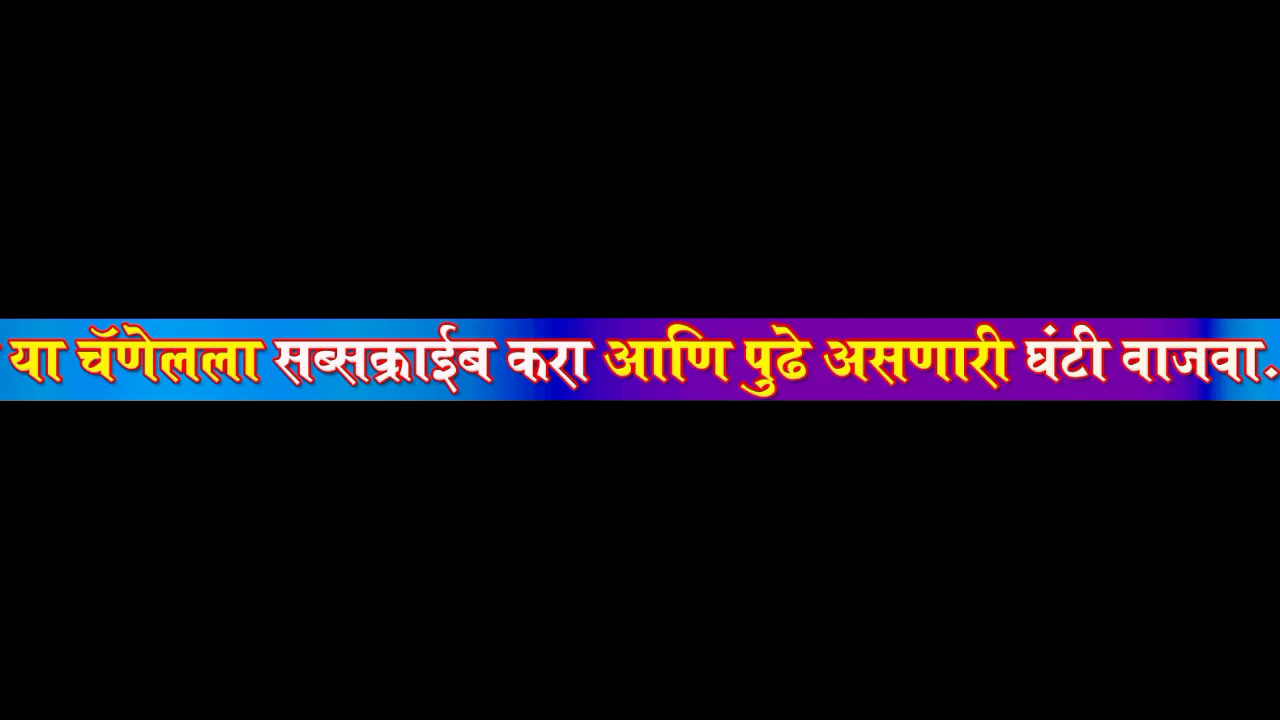 या चॅणेलला सब्सक्राईब करा आणि पुढे असणारी घंटी वाजवा.